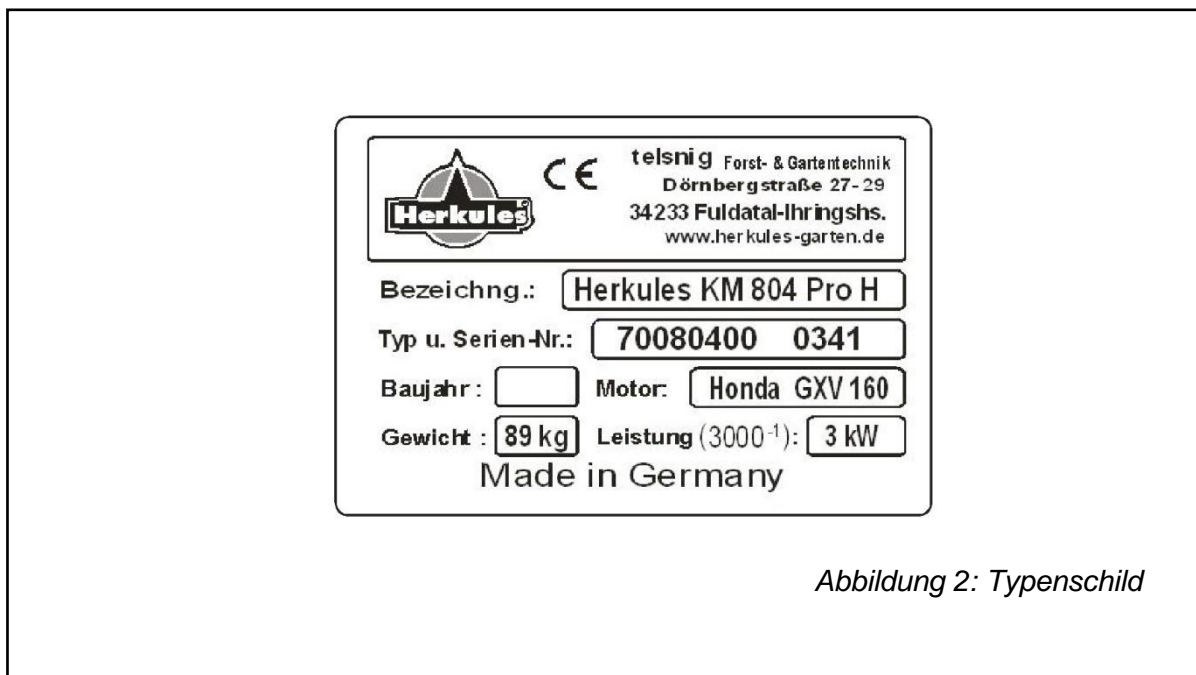 Herkules
CE
telsnig Forst- & Gartentechnik
Dörnbergstraße 27-29
34233 Fuldatal-Ihringshs.
www.herkules-garten.de
Bezeichng.: Herkules KM 804 Pro H
Typ u. Serien-Nr.: 70080400 0341
Baujahr: Motor: Honda GXV 160
Gewicht: 89 kg Leistung (3000⁻¹): 3 kW
Made in Germany
Abbildung 2: Typenschild